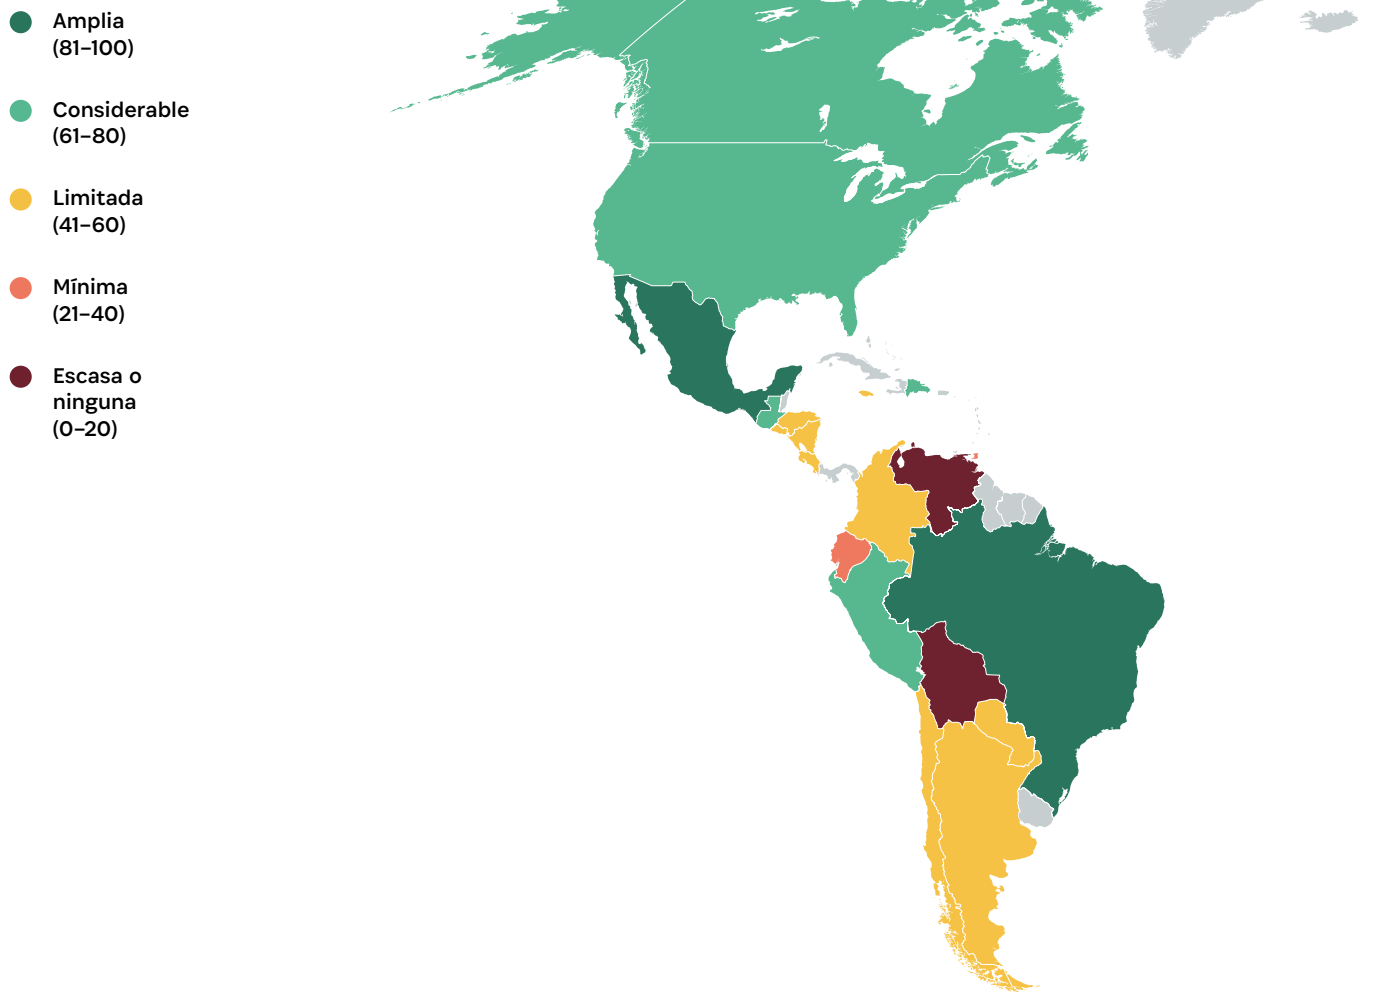 Amplia
(81–100)
Considerable
(61–80)
Limitada
(41–60)
Mínima
(21–40)
Escasa o
ninguna
(0–20)